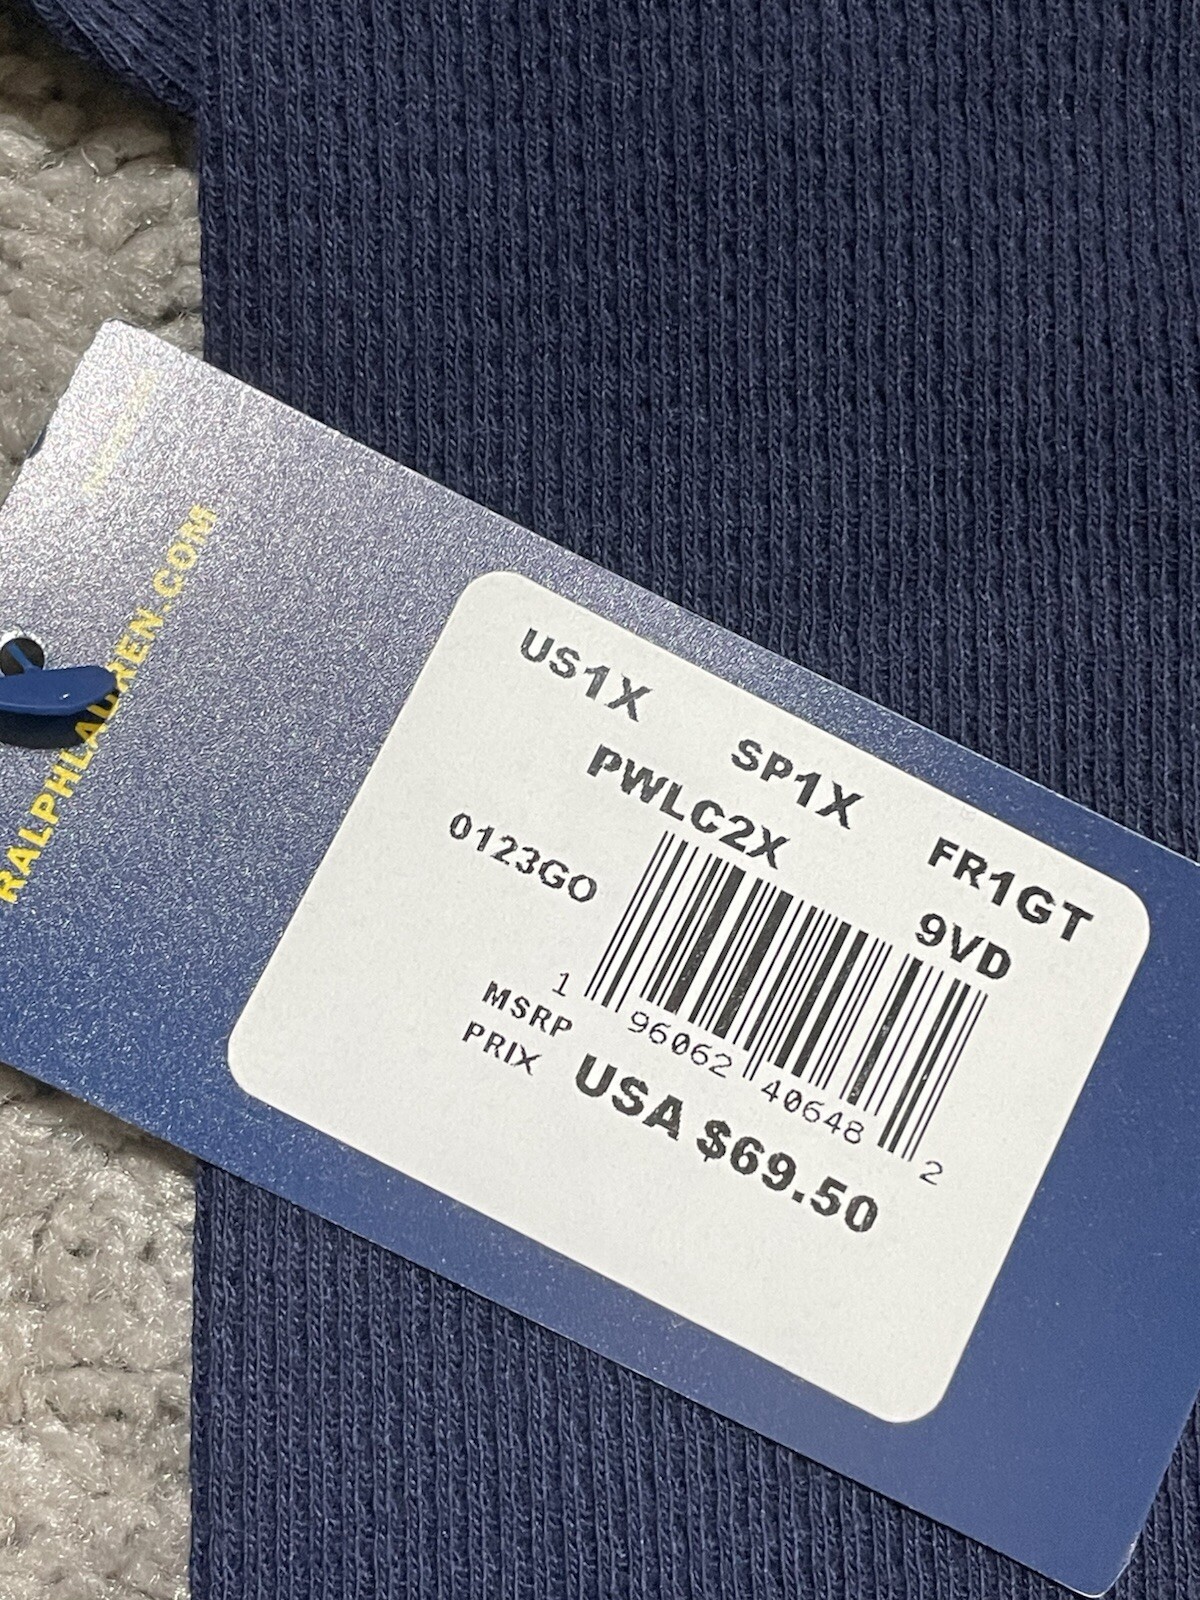 RALPHLAUREN.COM
US1X SP1X FR1GT
PWLC2X 9VD
0123GO
1 96062 40648 2
MSRP
PRIX USA $69.50